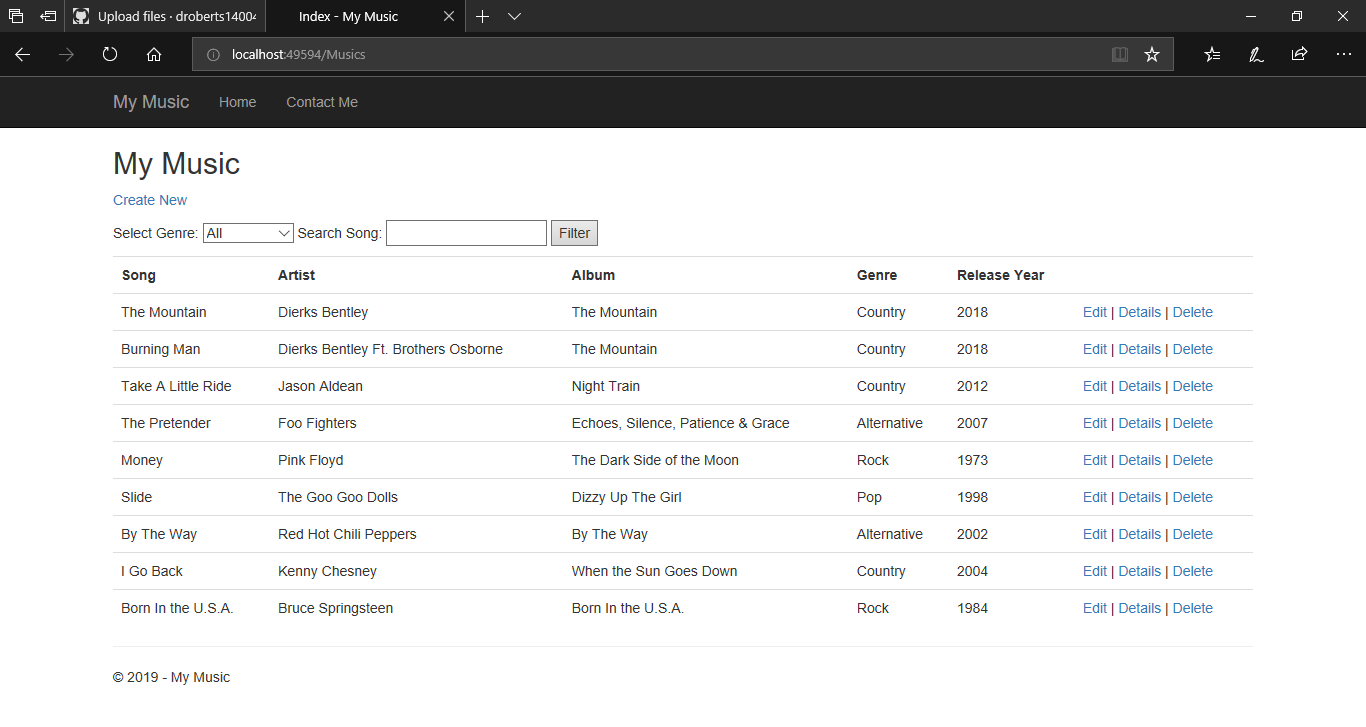 Upload files · droberts1400
Index - My Music
localhost:49594/Musics
My Music Home Contact Me
My Music
Create New
Select Genre: All Search Song: Filter
Song Artist Album Genre Release Year
The Mountain Dierks Bentley The Mountain Country 2018 Edit | Details | Delete
Burning Man Dierks Bentley Ft. Brothers Osborne The Mountain Country 2018 Edit | Details | Delete
Take A Little Ride Jason Aldean Night Train Country 2012 Edit | Details | Delete
The Pretender Foo Fighters Echoes, Silence, Patience & Grace Alternative 2007 Edit | Details | Delete
Money Pink Floyd The Dark Side of the Moon Rock 1973 Edit | Details | Delete
Slide The Goo Goo Dolls Dizzy Up The Girl Pop 1998 Edit | Details | Delete
By The Way Red Hot Chili Peppers By The Way Alternative 2002 Edit | Details | Delete
I Go Back Kenny Chesney When the Sun Goes Down Country 2004 Edit | Details | Delete
Born In the U.S.A. Bruce Springsteen Born In the U.S.A. Rock 1984 Edit | Details | Delete
© 2019 - My Music